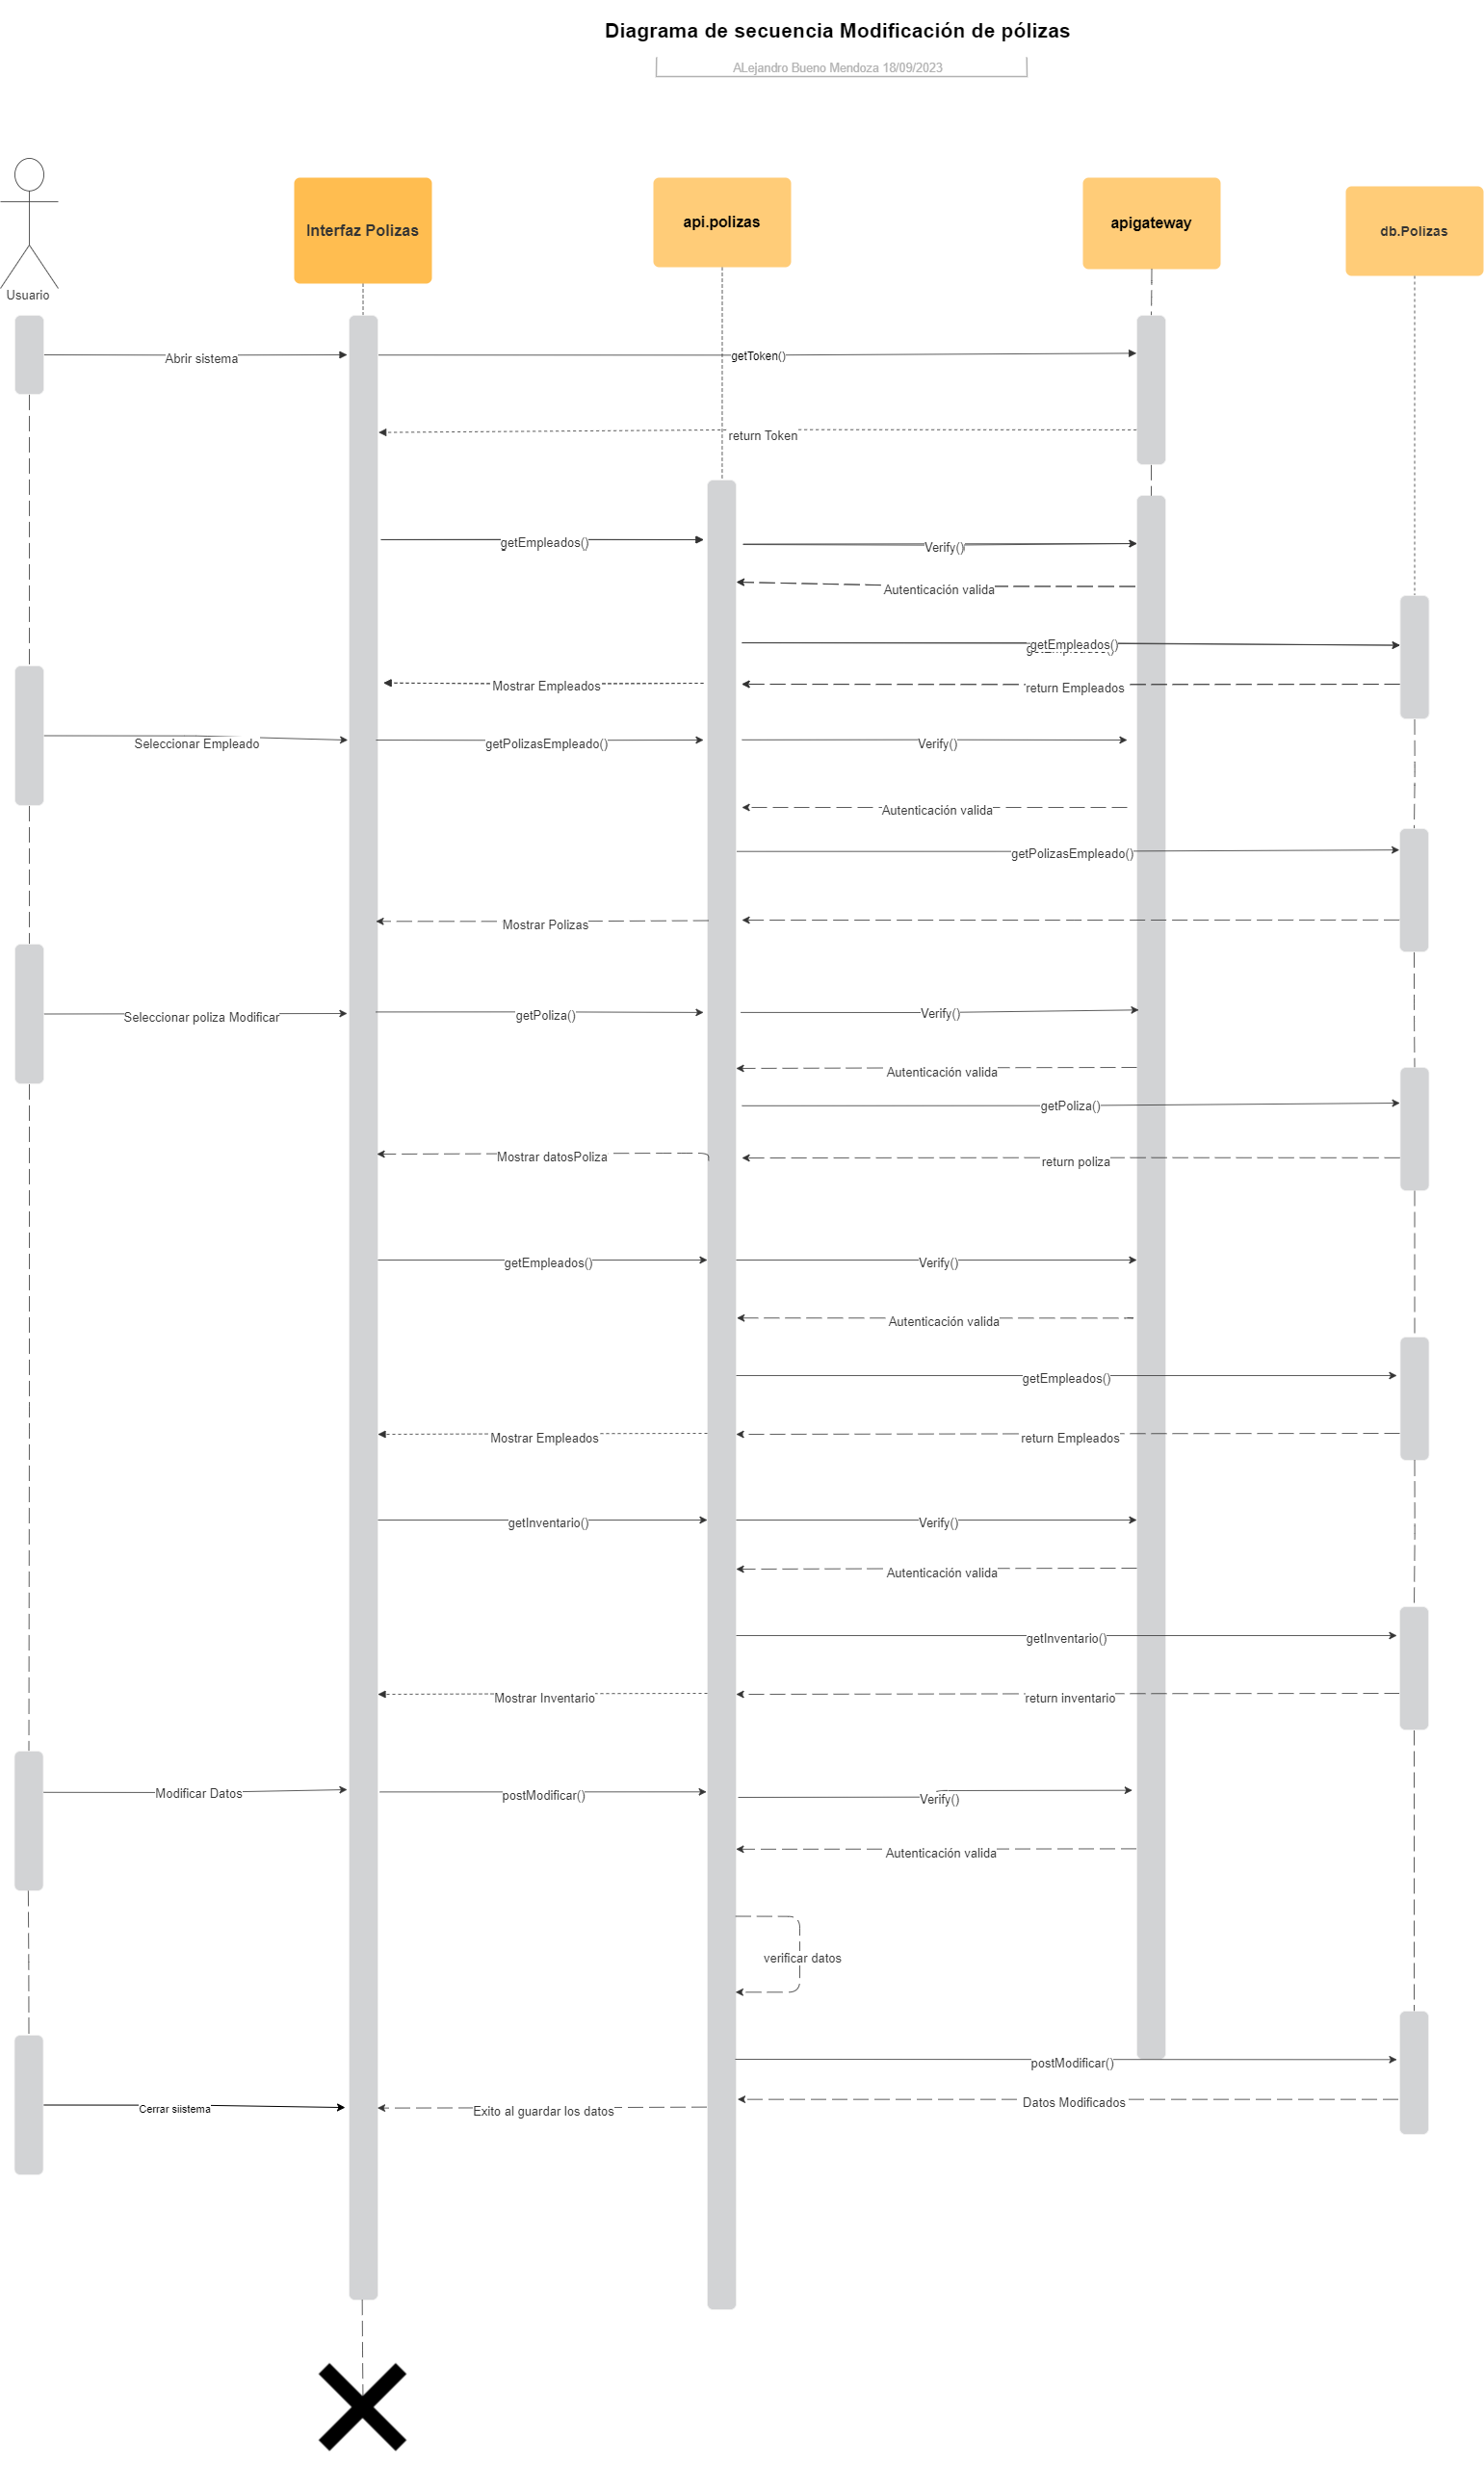 Diagrama de secuencia Modificación de pólizas
ALejandro Bueno Mendoza 18/09/2023
Usuario
Interfaz Polizas
api.polizas
apigateway
db.Polizas
Abrir sistema
getToken()
return Token
getEmpleados()
Verify()
Autenticación valida
getEmpleados()
getEmpleados()
Mostrar Empleados
return Empleados
Seleccionar Empleado
getPolizasEmpleado()
Verify()
Autenticación valida
getPolizasEmpleado()
Mostrar Polizas
Seleccionar poliza Modificar
getPoliza()
Verify()
Autenticación valida
getPoliza()
Mostrar datosPoliza
return poliza
getEmpleados()
Verify()
Autenticación valida
getEmpleados()
Mostrar Empleados
return Empleados
getInventario()
Verify()
Autenticación valida
getInventario()
Mostrar Inventario
return inventario
Modificar Datos
postModificar()
Verify()
Autenticación valida
verificar datos
postModificar()
Datos Modificados
Cerrar siistema
Exito al guardar los datos